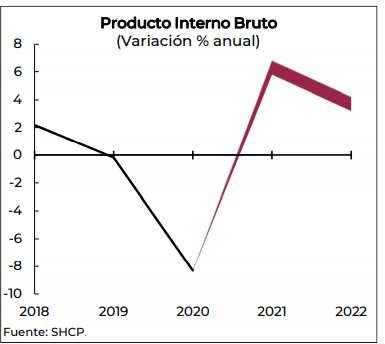 Producto Interno Bruto
(Variación % anual)
8
6
4
2
0
-2
-4
-6
-8
-10
2018 2019 2020 2021 2022
Fuente: SHCP.